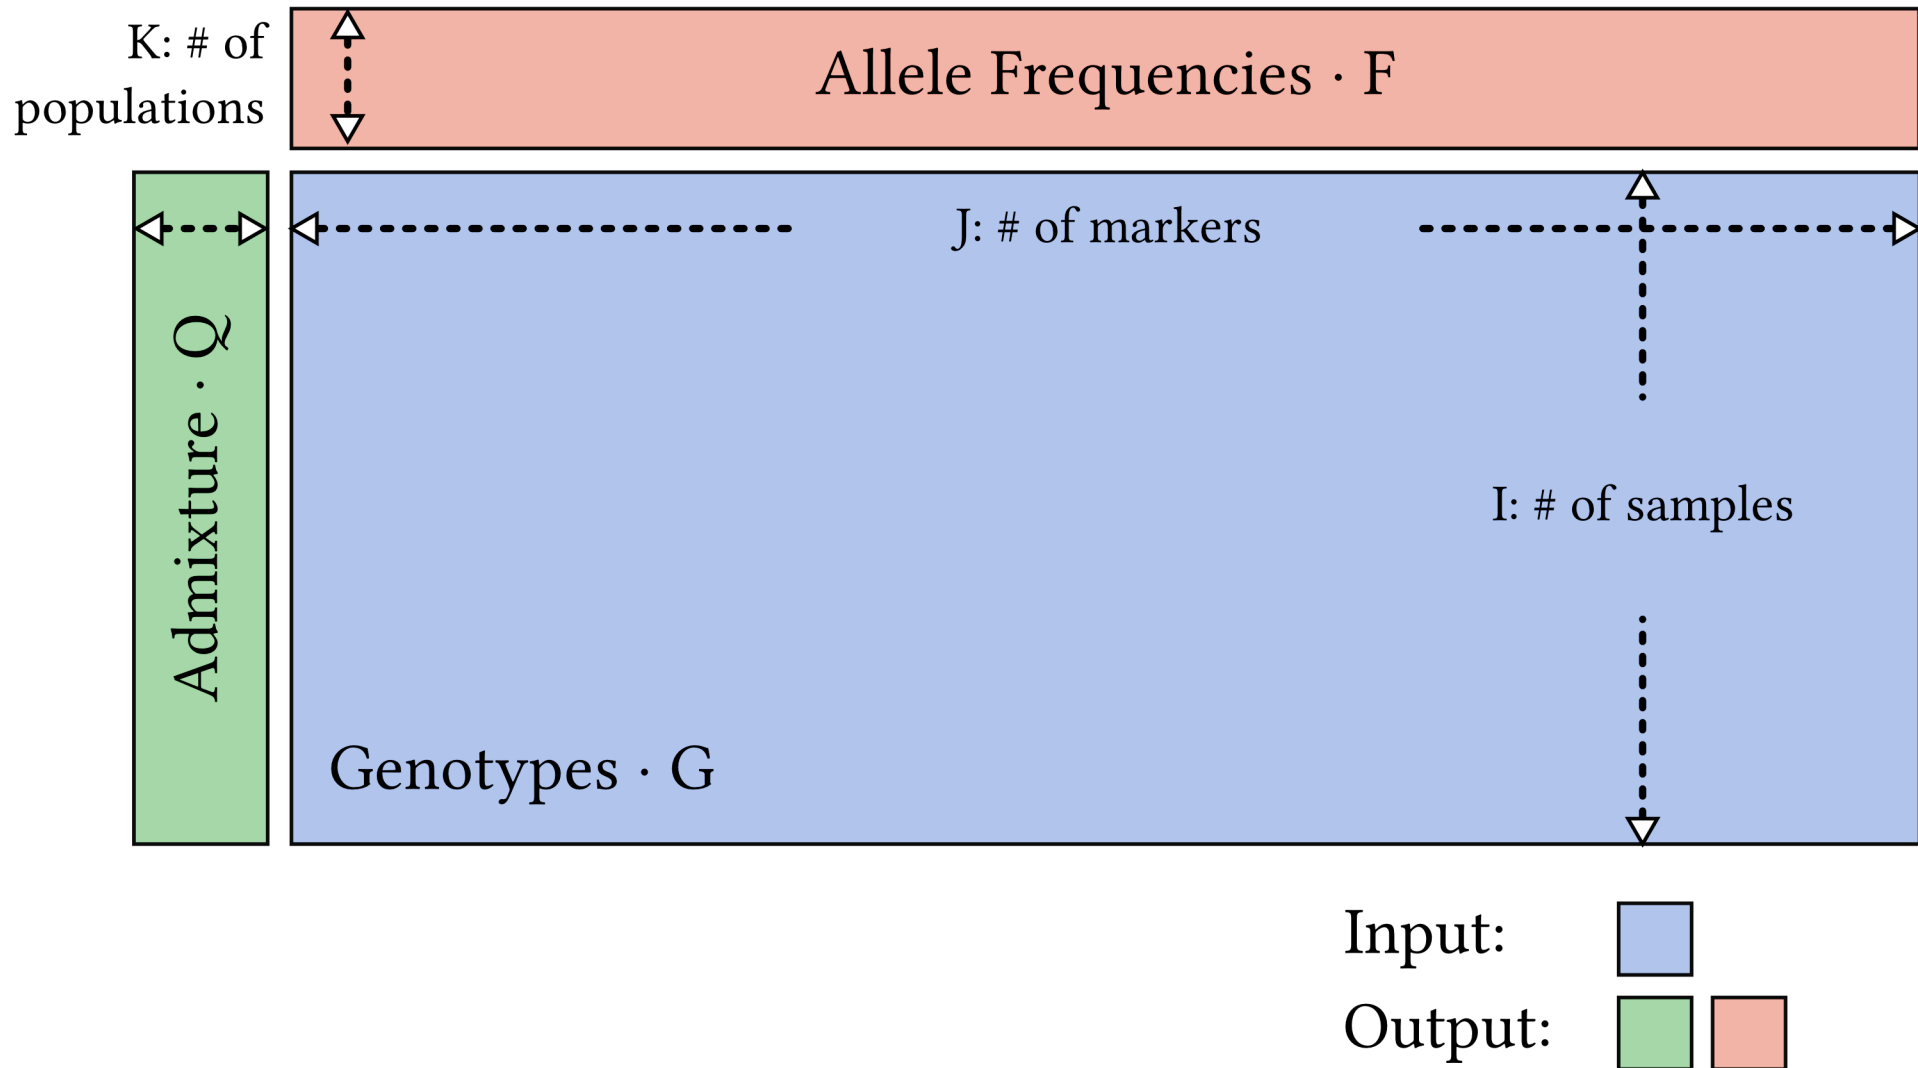 K: # of
populations
Allele Frequencies · F
J: # of markers
Admixture · Q
I: # of samples
Genotypes · G
Input:
Output: